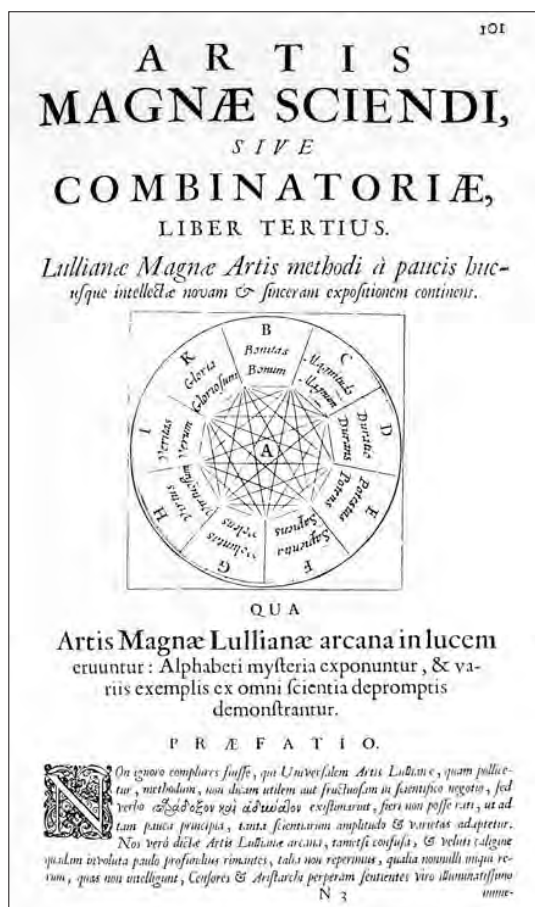 101
ARTIS
MAGNÆ SCIENDI,
SIVE
COMBINATORIÆ,
LIBER TERTIUS.
Lullianæ Magnæ Artis methodi à paucis huc-
uſque intellectæ novam & ſinceram expoſitionem continens.
B
Bonitas
Bonum
C
Magnitudo
Magnum
D
Duratio
Durans
E
Potestas
Potens
F
Sapientia
Sapiens
G
Voluntas
Volens
H
Virtus
I
Veritas
Verum
K
Gloria
Glorioſum
A
QUA
Artis Magnæ Lullianæ arcana in lucem
eruuntur : Alphabeti myſteria exponuntur, & va-
riis exemplis ex omni ſcientia depromptis
demonſtrantur.
PRÆFATIO.
NOn ignoro complures fuiſſe, qui Univerſalem Artis Lullianæ, quam pollice-
tur, methodum, non dicam utilem aut fructuoſam in ſcientifico negotio, ſed
verbo καὶ exiſtimarint, fieri non poſſe rati, ut ad
tam pauca principia, tanta ſcientiarum amplitudo & varietas adaptetur.
Nos verò dictæ Artis Lullianæ arcana, tametſi confuſa, & veluti caligine
quadam involuta paulo profundius rimantes, talia non reperimus, qualia nonnulli iniqui re-
rum, quas non intelligunt, Cenſores & Ariſtarchi perperam ſentientes viro illuminatiſſimo
N 3